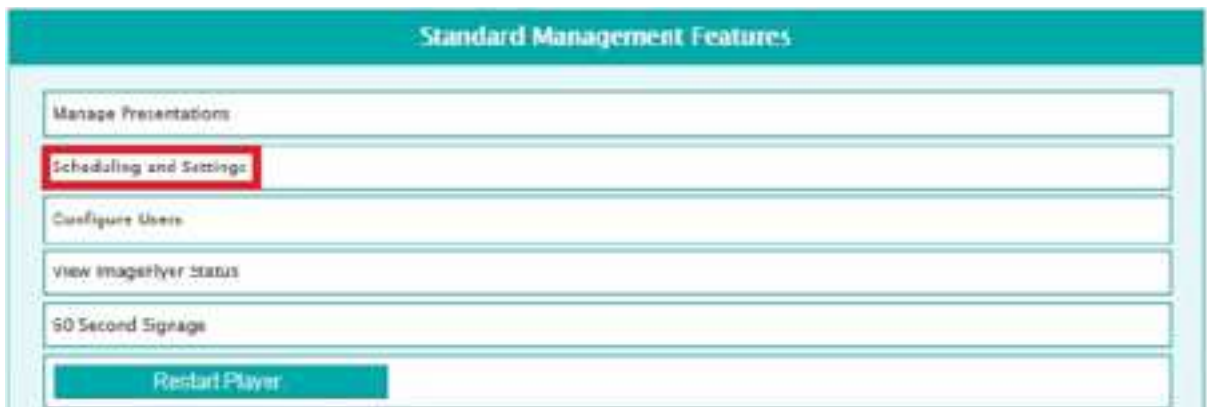 Standard Management Features
Manage Presentations
Scheduling and Settings
Configure Users
View ImageFlyer Status
60 Second Signage
Restart Player